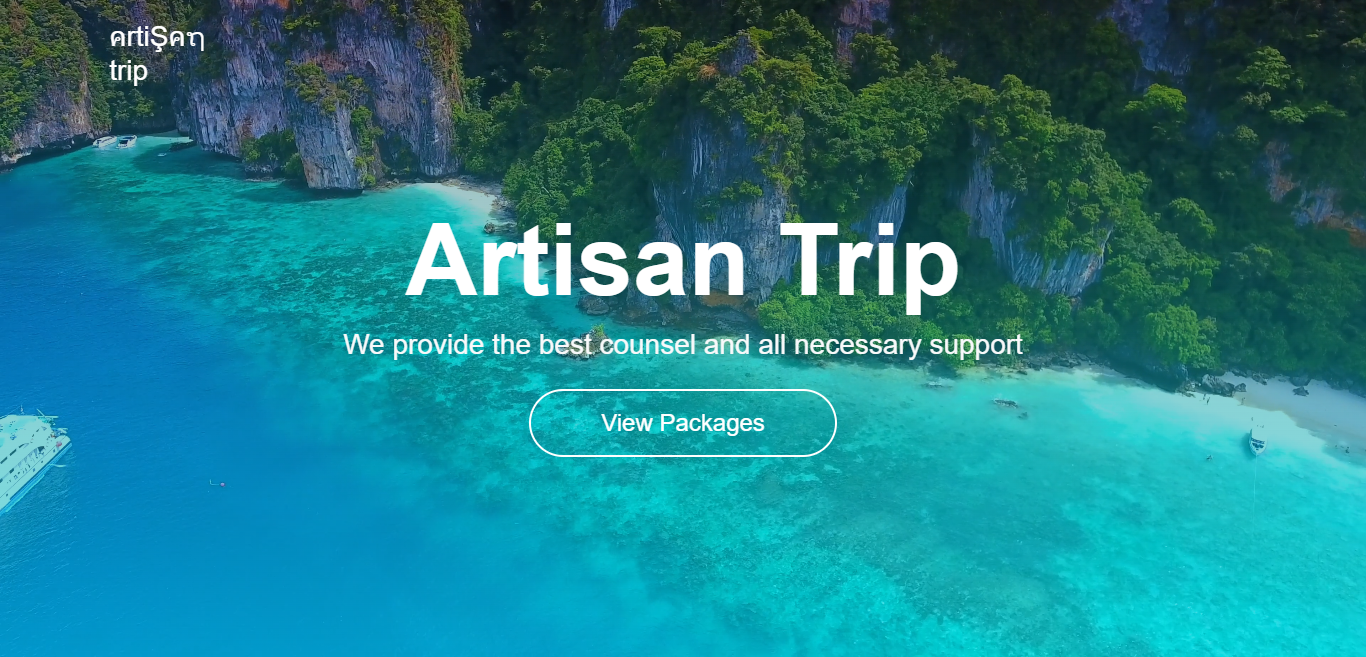 คrtiŞคຖ
trip
Artisan Trip
We provide the best counsel and all necessary support
View Packages